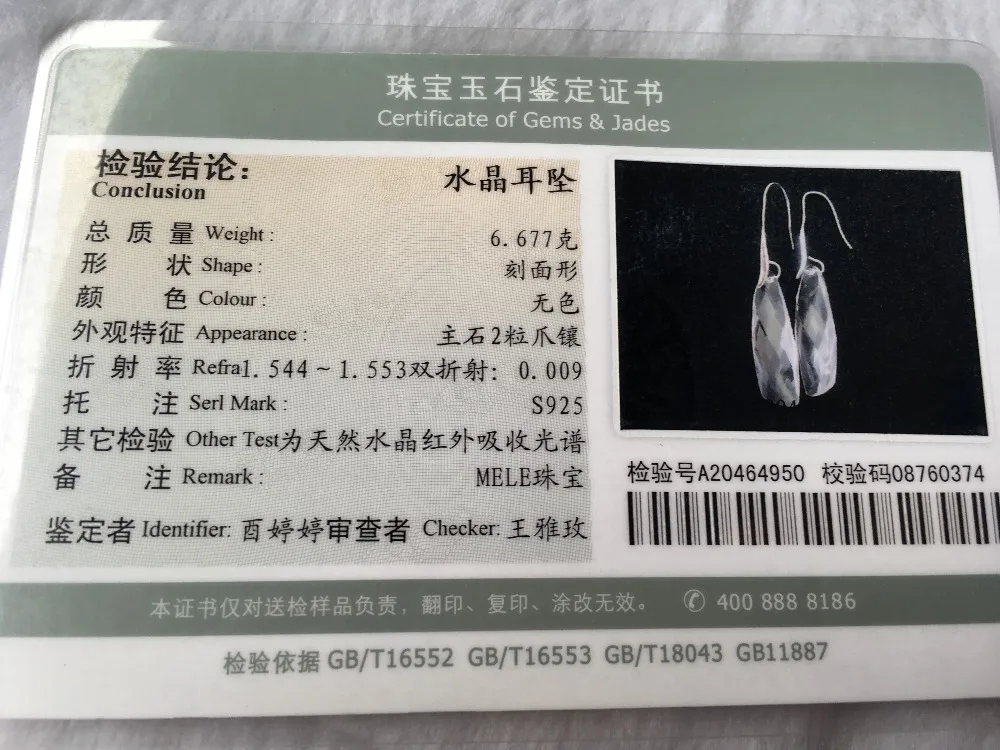 珠宝玉石鉴定证书
Certificate of Gems & Jades
检验结论:
Conclusion
水晶耳坠
总质量 Weight: 6.677克
形状 Shape: 刻面形
颜色 Colour: 无色
外观特征 Appearance: 主石2粒爪镶
折射率 Refra1.544~1.553双折射: 0.009
托注 Serl Mark: S925
其它检验 Other Test为天然水晶红外吸收光谱
备注 Remark: MELE珠宝
鉴定者 Identifier: 酉婷婷审查者 Checker: 王雅玫
检验号A20464950 校验码08760374
本证书仅对送检样品负责，翻印、复印、涂改无效。 ✆ 400 888 8186
检验依据 GB/T16552 GB/T16553 GB/T18043 GB11887